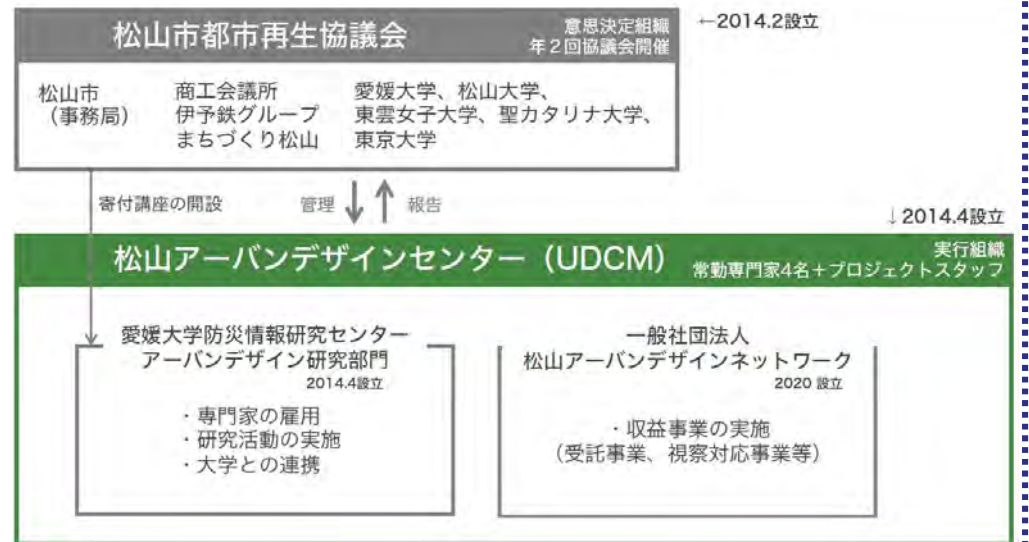 松山市都市再生協議会
意思決定組織
年２回協議会開催
←2014.2設立
松山市
（事務局）
商工会議所
伊予鉄グループ
まちづくり松山
愛媛大学、松山大学、
東雲女子大学、聖カタリナ大学、
東京大学
寄付講座の開設
管理
報告
↓2014.4設立
松山アーバンデザインセンター（UDCM）
実行組織
常勤専門家4名＋プロジェクトスタッフ
愛媛大学防災情報研究センター
アーバンデザイン研究部門
2014.4設立
・専門家の雇用
・研究活動の実施
・大学との連携
一般社団法人
松山アーバンデザインネットワーク
2020 設立
・収益事業の実施
（受託事業、視察対応事業等）